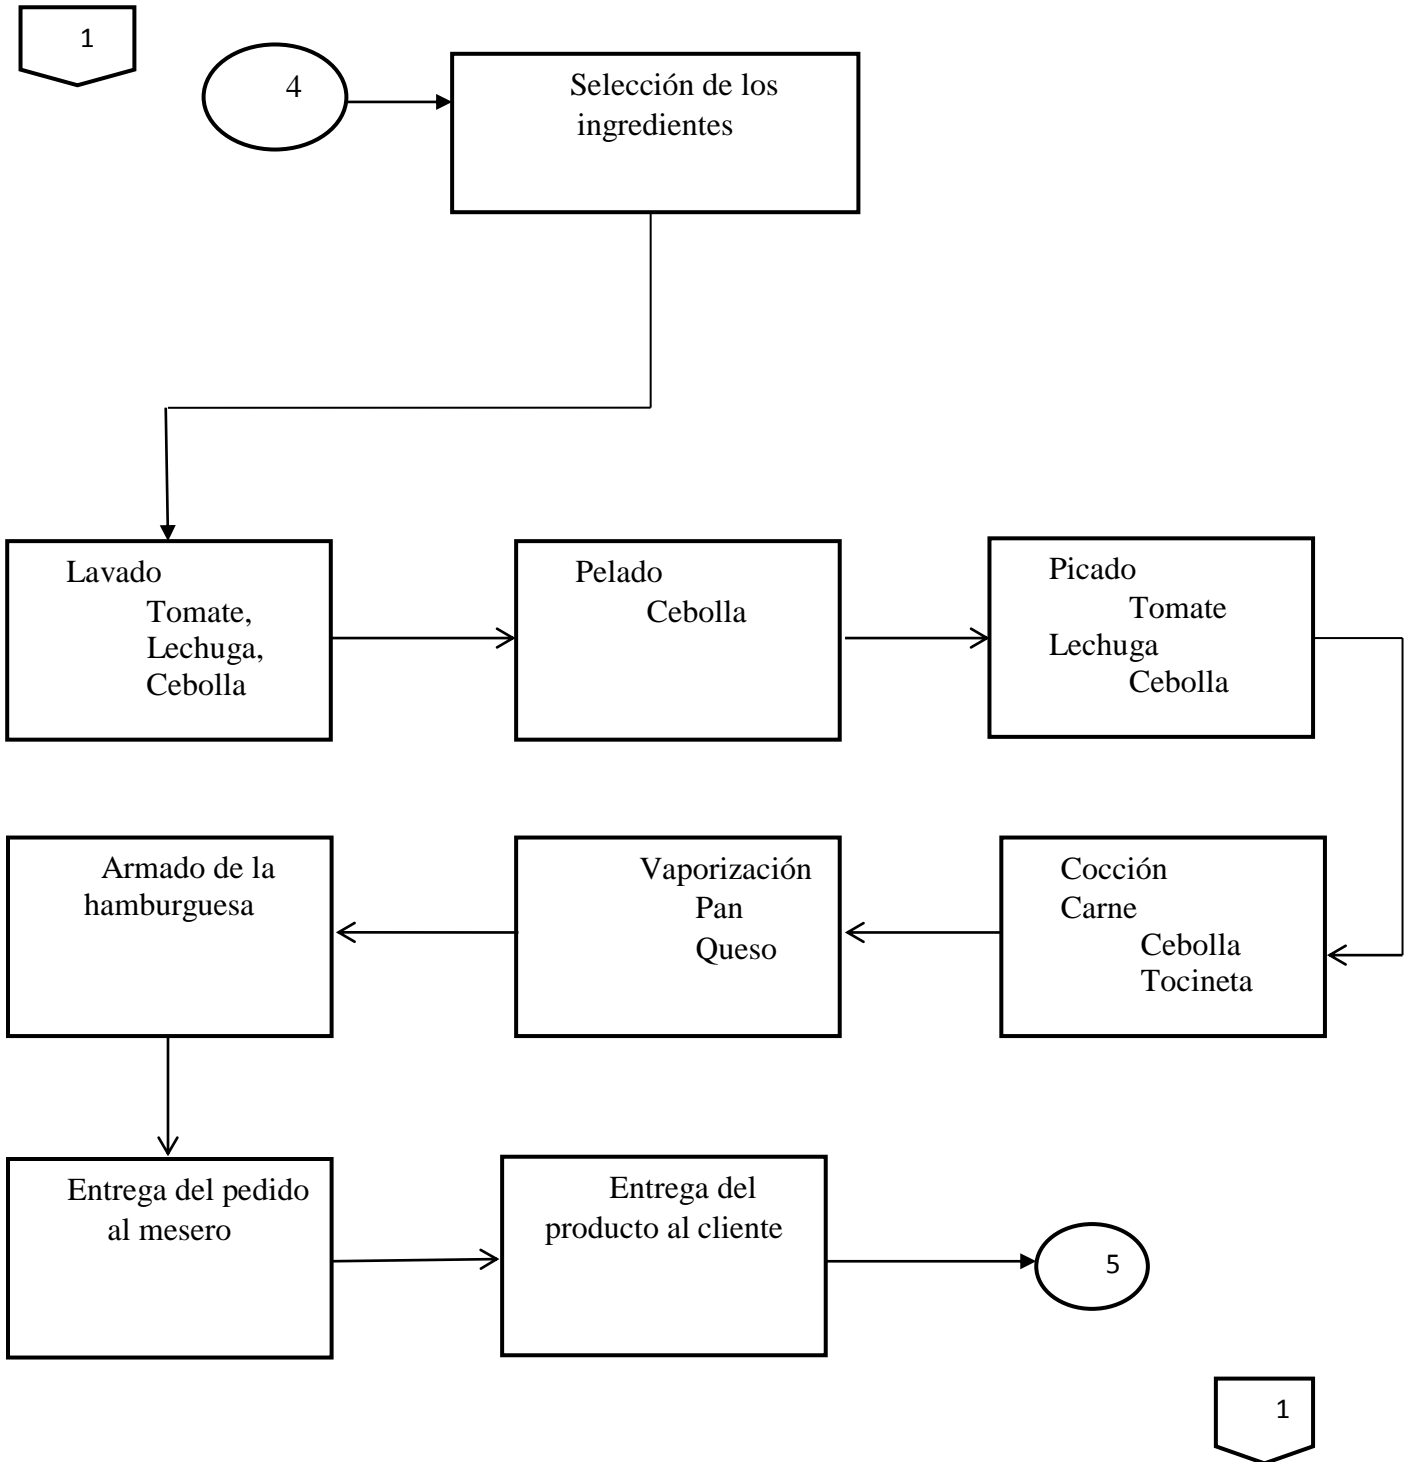 1
4
Selección de los
ingredientes
Lavado
Tomate,
Lechuga,
Cebolla
Pelado
Cebolla
Picado
Tomate
Lechuga
Cebolla
Cocción
Carne
Cebolla
Tocineta
Vaporización
Pan
Queso
Armado de la
hamburguesa
Entrega del pedido
al mesero
Entrega del
producto al cliente
5
1